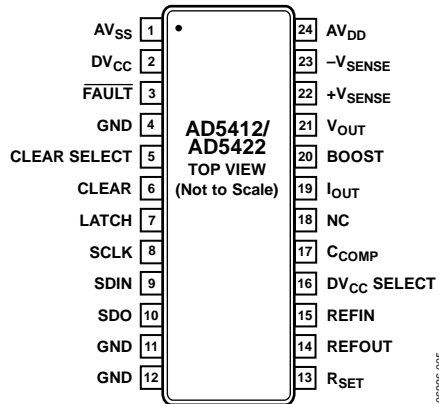 AVSS 1
DVCC 2
FAULT 3
GND 4
CLEAR SELECT 5
CLEAR 6
LATCH 7
SCLK 8
SDIN 9
SDO 10
GND 11
GND 12
AD5412/
AD5422
TOP VIEW
(Not to Scale)
24 AVDD
23 –VSENSE
22 +VSENSE
21 VOUT
20 BOOST
19 IOUT
18 NC
17 CCOMP
16 DVCC SELECT
15 REFIN
14 REFOUT
13 RSET